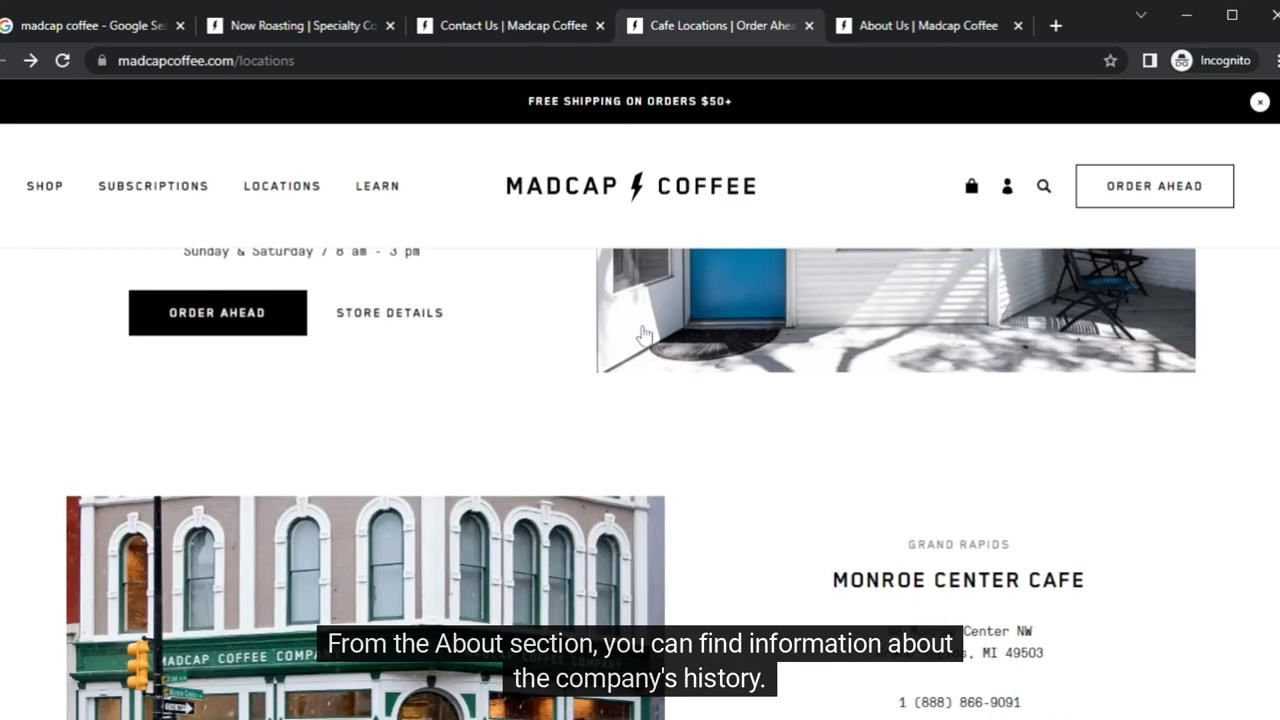 madcap coffee - Google Se
Now Roasting | Specialty Co
Contact Us | Madcap Coffee
Cafe Locations | Order Ahea
About Us | Madcap Coffee
madcapcoffee.com/locations
Incognito
FREE SHIPPING ON ORDERS $50+
SHOP
SUBSCRIPTIONS
LOCATIONS
LEARN
MADCAP COFFEE
ORDER AHEAD
Sunday & Saturday / 8 am - 3 pm
ORDER AHEAD
STORE DETAILS
GRAND RAPIDS
MONROE CENTER CAFE
Center NW
MI 49503
1 (888) 866-9091
MADCAP COFFEE COMPA
COMPANY
From the About section, you can find information about
the company's history.